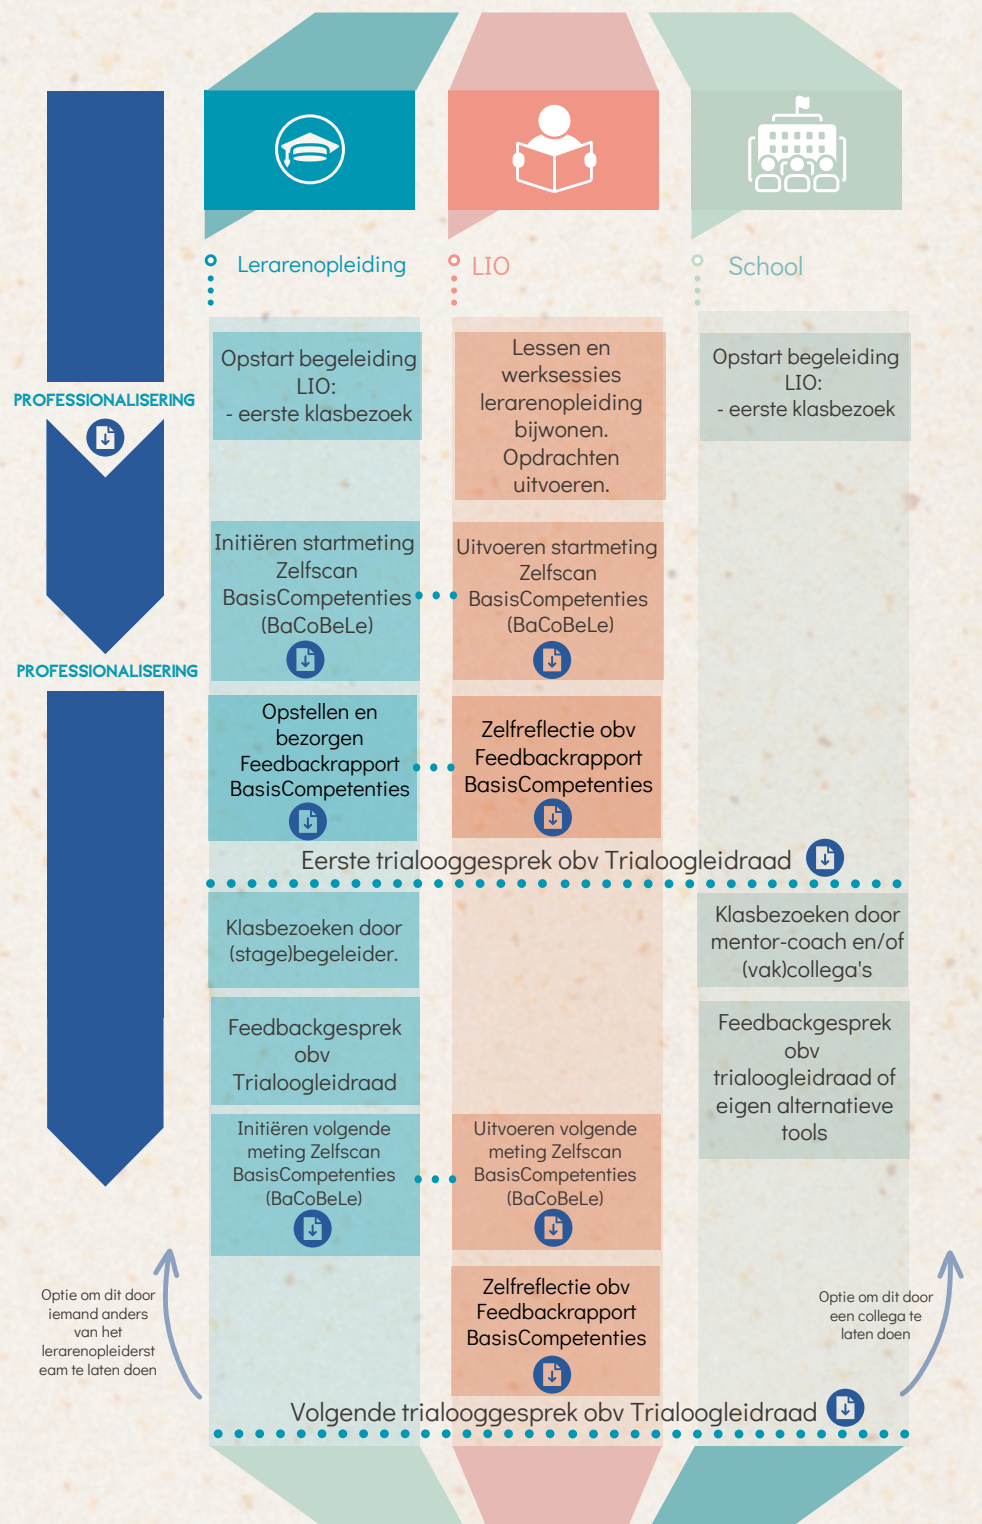 Lerarenopleiding
LIO
School
PROFESSIONALISERING
PROFESSIONALISERING
Opstart begeleiding
LIO:
- eerste klasbezoek
Lessen en
werksessies
lerarenopleiding
bijwonen.
Opdrachten
uitvoeren.
Opstart begeleiding
LIO:
- eerste klasbezoek
Initiëren startmeting
Zelfscan
BasisCompetenties
(BaCoBeLe)
Uitvoeren startmeting
Zelfscan
BasisCompetenties
(BaCoBeLe)
Opstellen en
bezorgen
Feedbackrapport
BasisCompetenties
Zelfreflectie obv
Feedbackrapport
BasisCompetenties
Eerste trialooggesprek obv Trialoogleidraad
Klasbezoeken door
(stage)begeleider.
Klasbezoeken door
mentor-coach en/of
(vak)collega's
Feedbackgesprek
obv
Trialoogleidraad
Feedbackgesprek
obv
trialoogleidraad of
eigen alternatieve
tools
Initiëren volgende
meting Zelfscan
BasisCompetenties
(BaCoBeLe)
Uitvoeren volgende
meting Zelfscan
BasisCompetenties
(BaCoBeLe)
Zelfreflectie obv
Feedbackrapport
BasisCompetenties
Optie om dit door
iemand anders
van het
lerarenopleiderst
eam te laten doen
Optie om dit door
een collega te
laten doen
Volgende trialooggesprek obv Trialoogleidraad